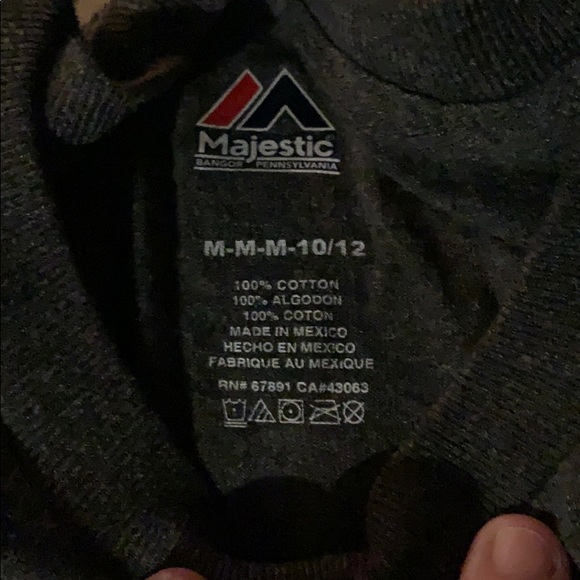 Majestic
BANGOR PENNSYLVANIA
M-M-M-10/12
100% COTTON
100% ALGODON
100% COTON
MADE IN MEXICO
HECHO EN MEXICO
FABRIQUE AU MEXIQUE
RN# 67891 CA#43063